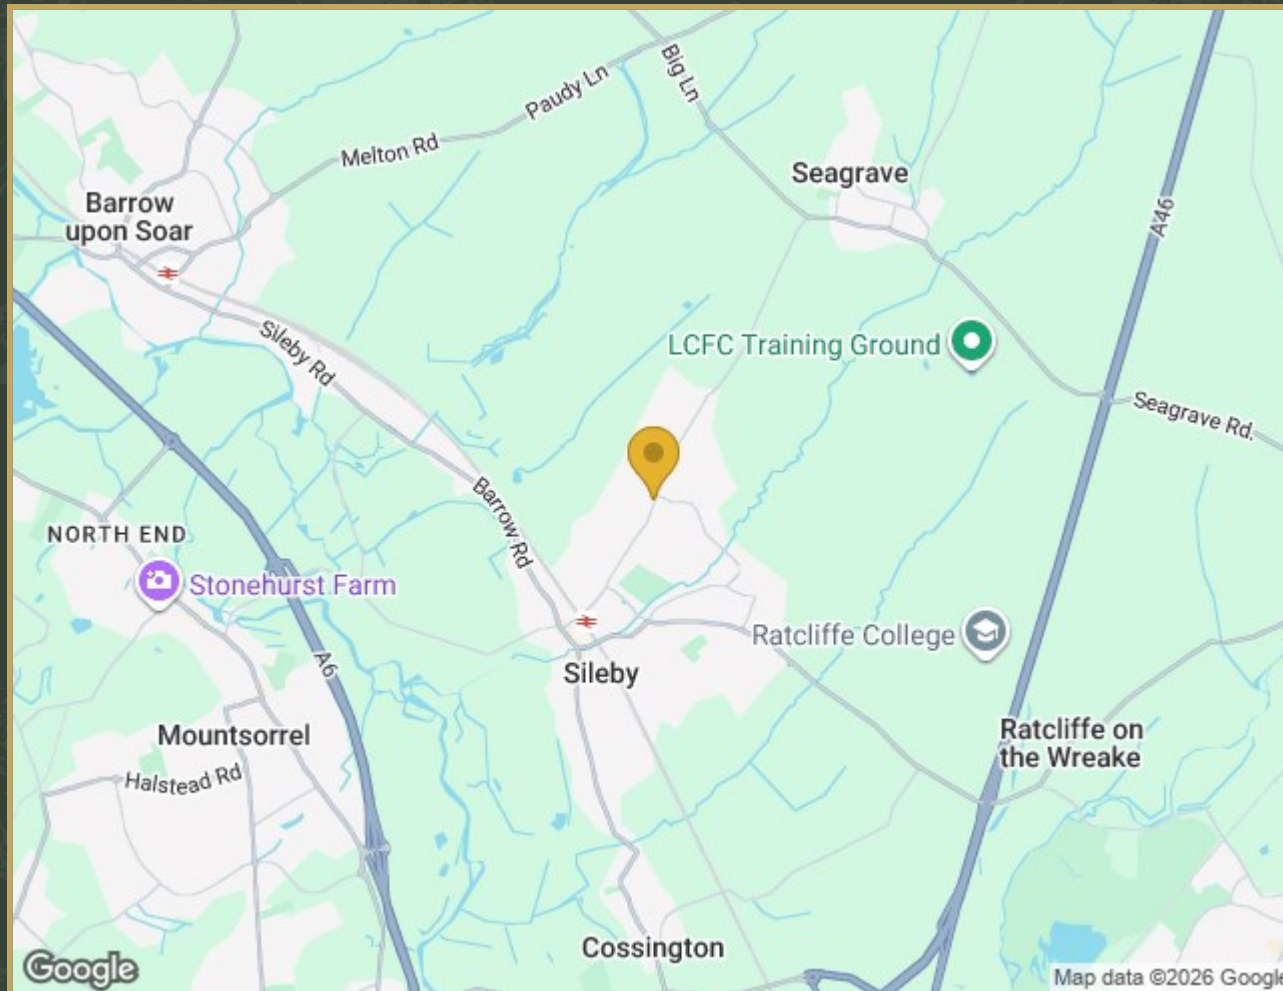 Big Ln
Paudy Ln
Melton Rd
Seagrave
Barrow
upon Soar
A46
Sileby Rd
LCFC Training Ground
Seagrave Rd.
Barrow Rd
NORTH END
Stonehurst Farm
Ratcliffe College
A6
Sileby
Ratcliffe on
the Wreake
Mountsorrel
Halstead Rd
Cossington
Google
Map data ©2026 Google